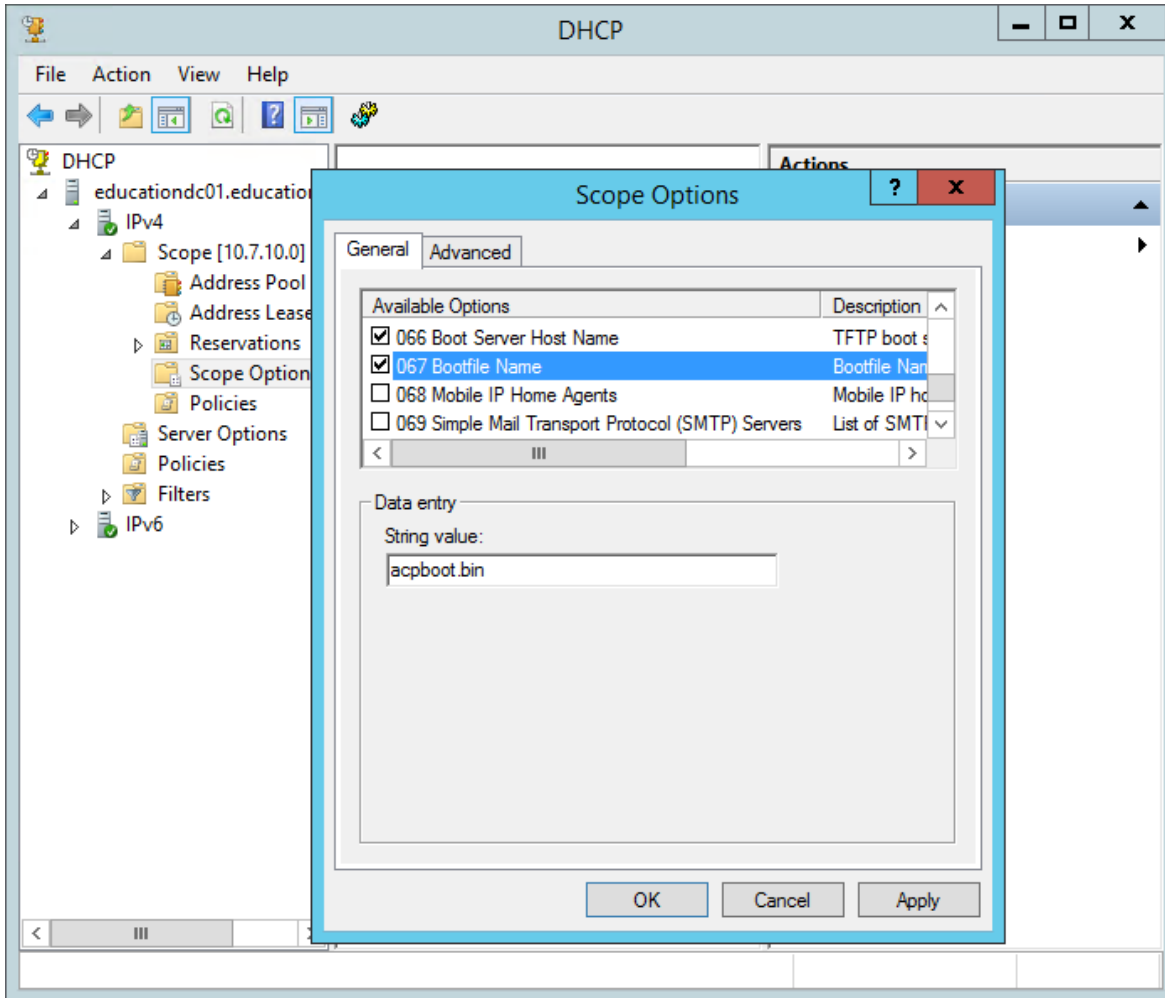 DHCP
File Action View Help
DHCP
educationdc01.education
IPv4
Scope [10.7.10.0]
Address Pool
Address Lease
Reservations
Scope Option
Policies
Server Options
Policies
Filters
IPv6
Actions
Scope Options
General Advanced
Available Options Description
066 Boot Server Host Name TFTP boot s
067 Bootfile Name Bootfile Nam
068 Mobile IP Home Agents Mobile IP ho
069 Simple Mail Transport Protocol (SMTP) Servers List of SMT
Data entry
String value:
acpboot.bin
OK Cancel Apply